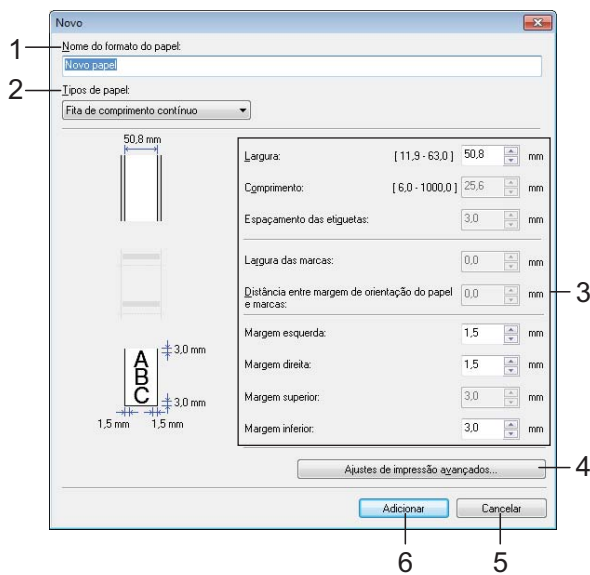 Novo
1 Nome do formato do papel:
Novo papel
2 Tipos de papel:
Fita de comprimento contínuo
50,8 mm
Largura: [ 11,9 - 63,0 ] 50,8 mm
Comprimento: [ 6,0 - 1000,0 ] 25,6 mm
Espaçamento das etiquetas: 3,0 mm
Largura das marcas: 0,0 mm
Distância entre margem de orientação do papel
e marcas: 0,0 mm 3
Margem esquerda: 1,5 mm
Margem direita: 1,5 mm
Margem superior: 3,0 mm
Margem inferior: 3,0 mm
A
B
C
3,0 mm
3,0 mm
1,5 mm 1,5 mm
Ajustes de impressão avançados... 4
Adicionar Cancelar
6 5